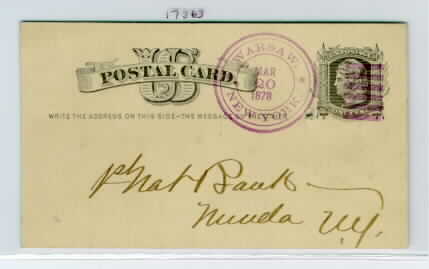 17863
WARSAW.
MAR
20
1878
NEW YORK
U S
POSTAL CARD.
WRITE THE ADDRESS ON THIS SIDE-THE MESSAGE ON THE OTHER
Nat Bank
Nunda N.Y.